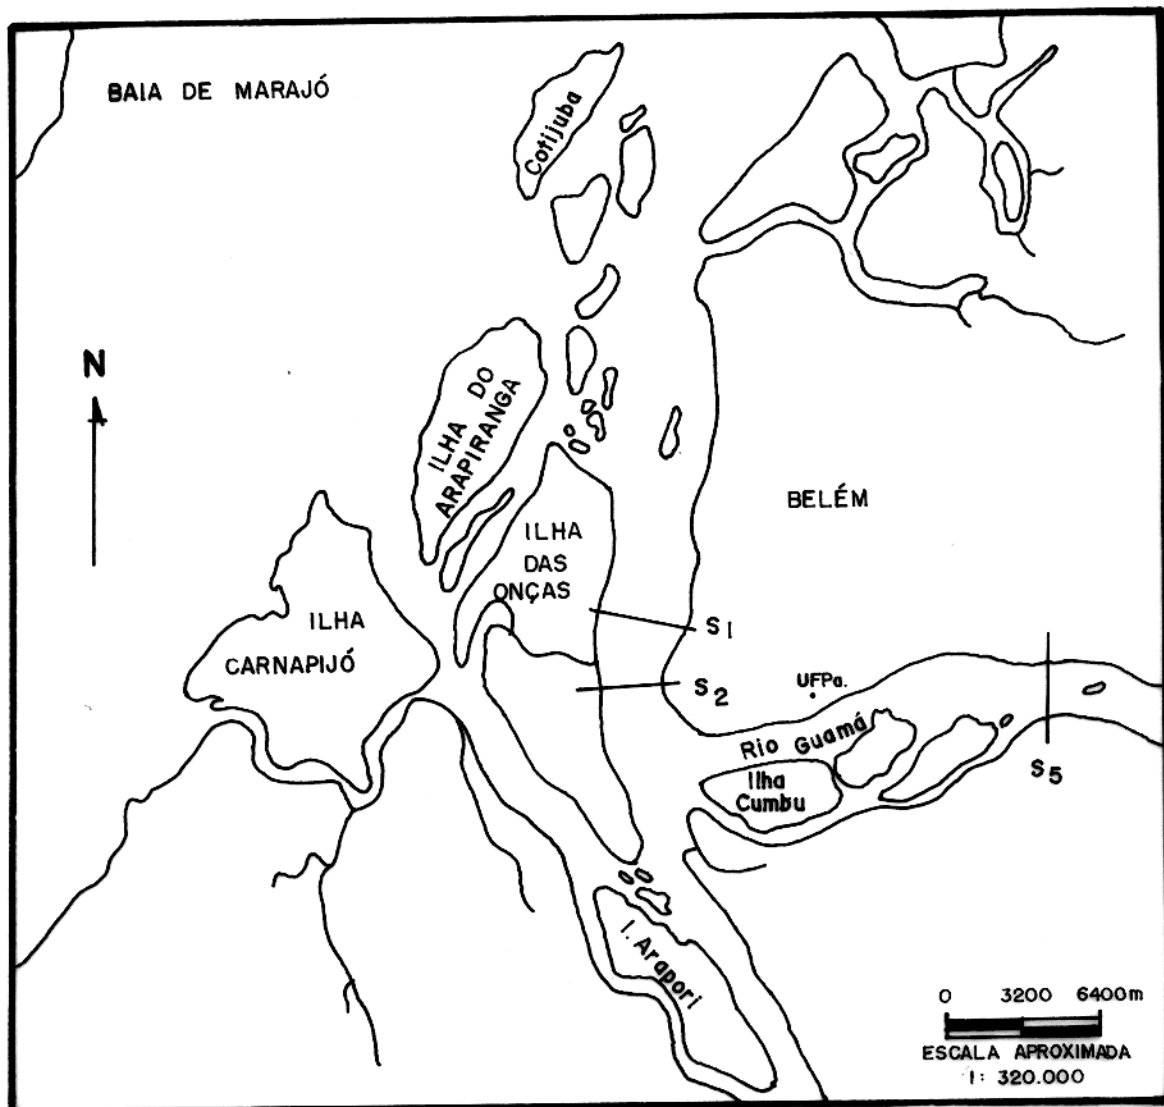 BAIA DE MARAJÓ
Cotijuba
N
ILHA DO
ARAPIRANGA
BELÉM
ILHA
DAS
ONÇAS
ILHA
CARNAPIJÓ
S1
S2
UFPa.
Rio Guamá
Ilha
Cumbu
S5
I. Arapori
0 3200 6400m
ESCALA APROXIMADA
1: 320.000